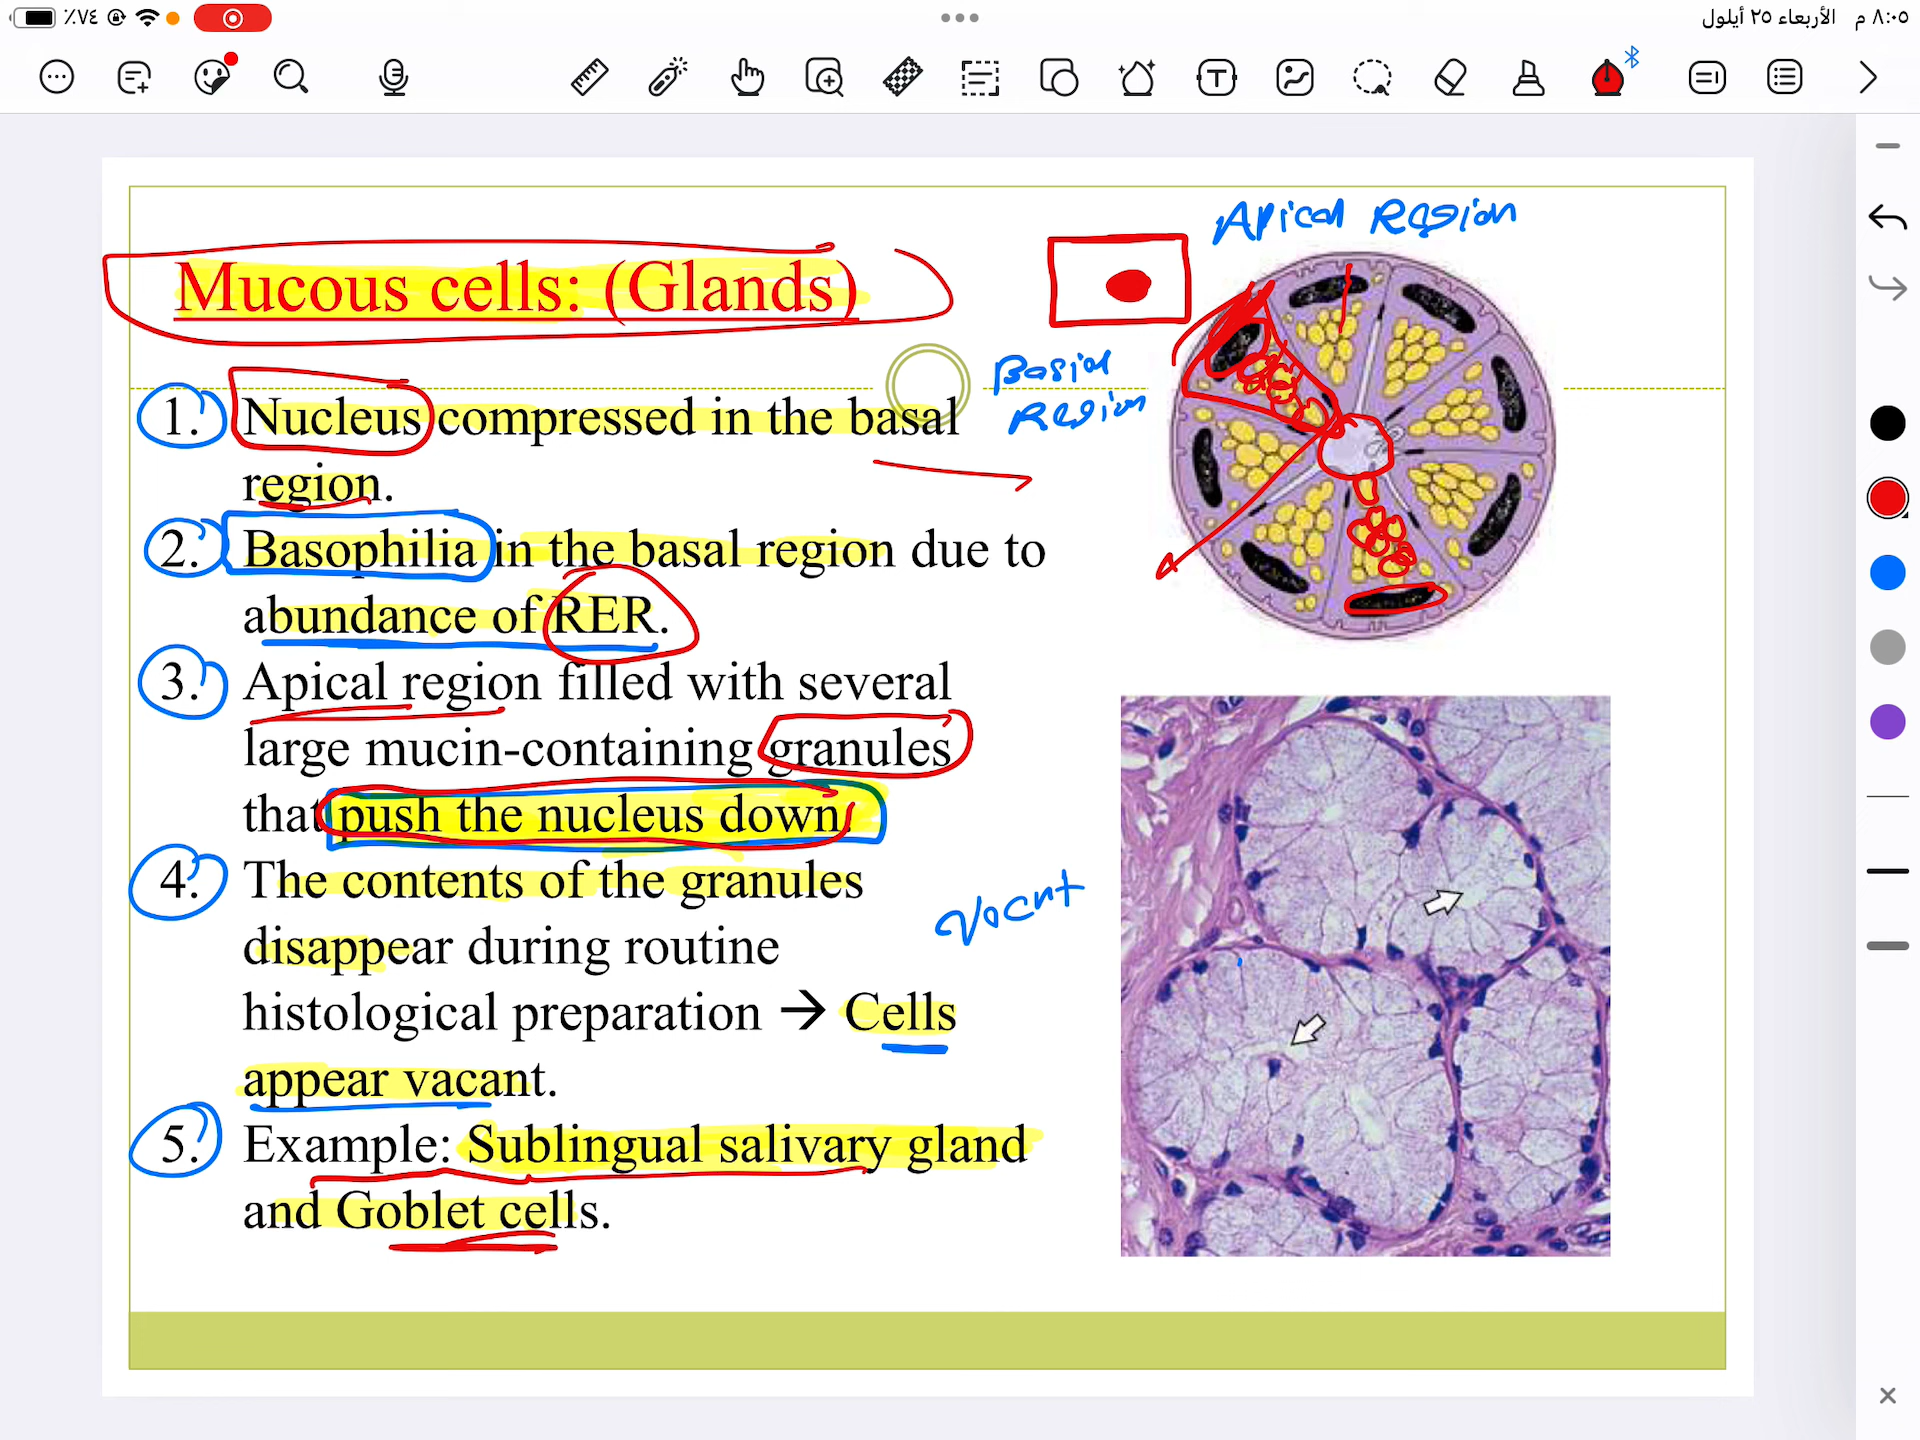 ٪٧٤
٨:٠٥ م الأربعاء ٢٥ أيلول
Apical Region
Mucous cells: (Glands)
Basial
Region
1. Nucleus compressed in the basal
region.
2. Basophilia in the basal region due to
abundance of RER.
3. Apical region filled with several
large mucin-containing granules
that push the nucleus down.
4. The contents of the granules
disappear during routine
histological preparation → Cells
appear vacant.
Vacnt
5. Example: Sublingual salivary gland
and Goblet cells.